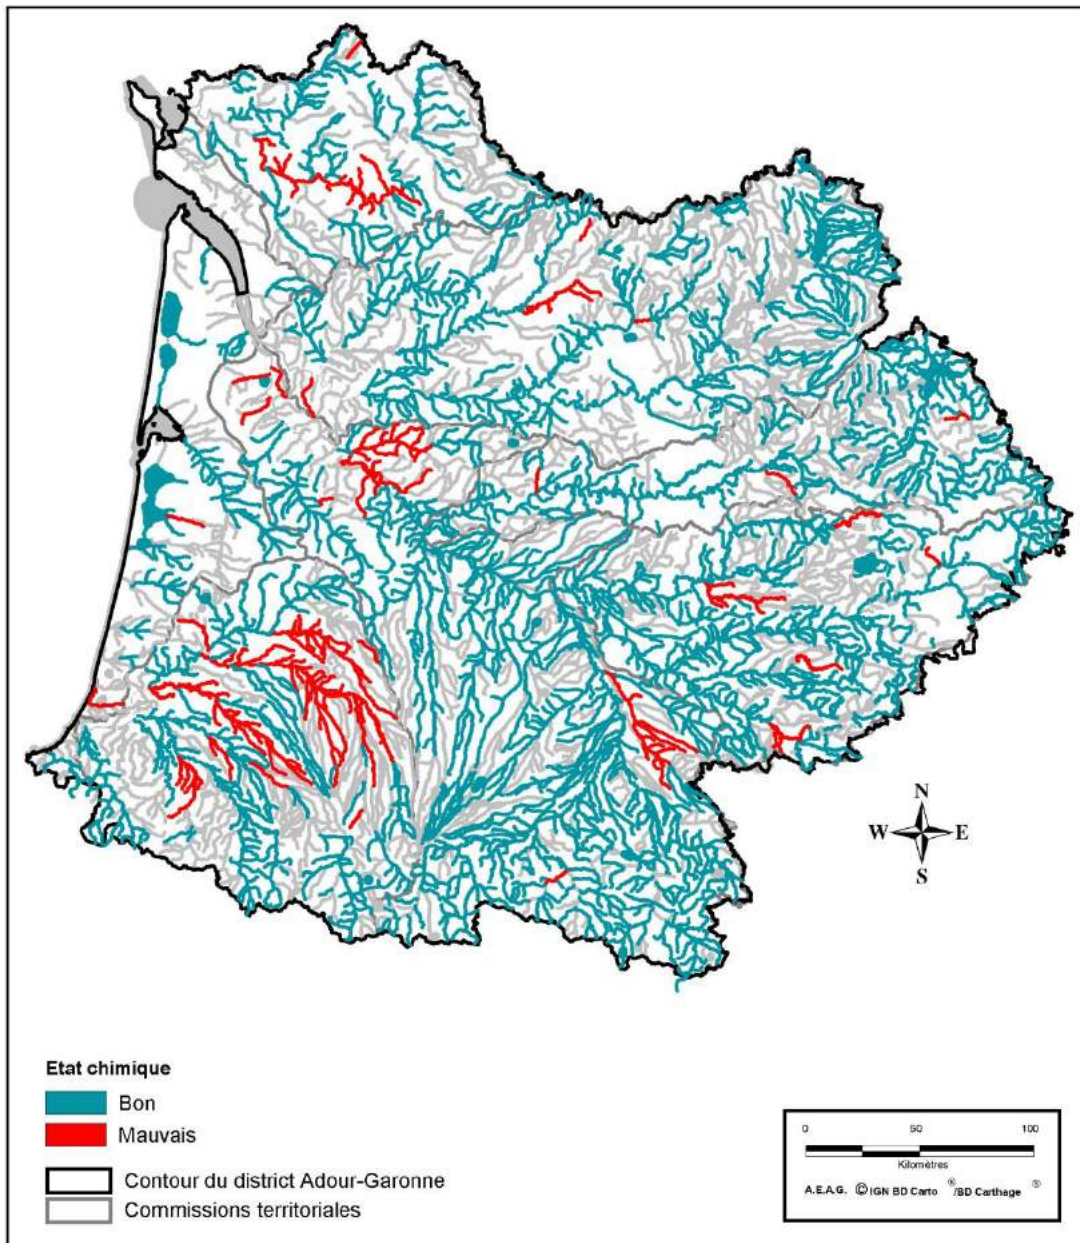 N
W E
S
Etat chimique
Bon
Mauvais
Contour du district Adour-Garonne
Commissions territoriales
0 50 100
Kilomètres
A.E.A.G. © IGN BD Carto ® /BD Carthage ®